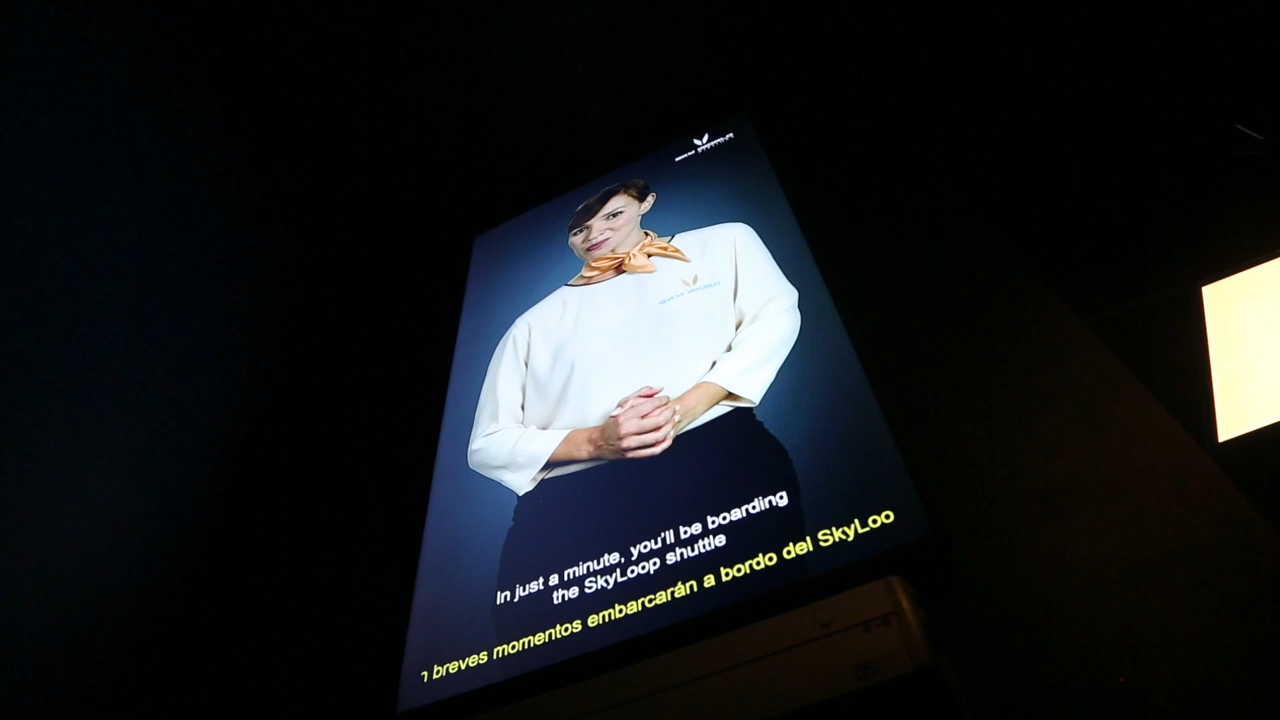 In just a minute, you'll be boarding
the SkyLoop shuttle
breves momentos embarcarán a bordo del SkyLoo